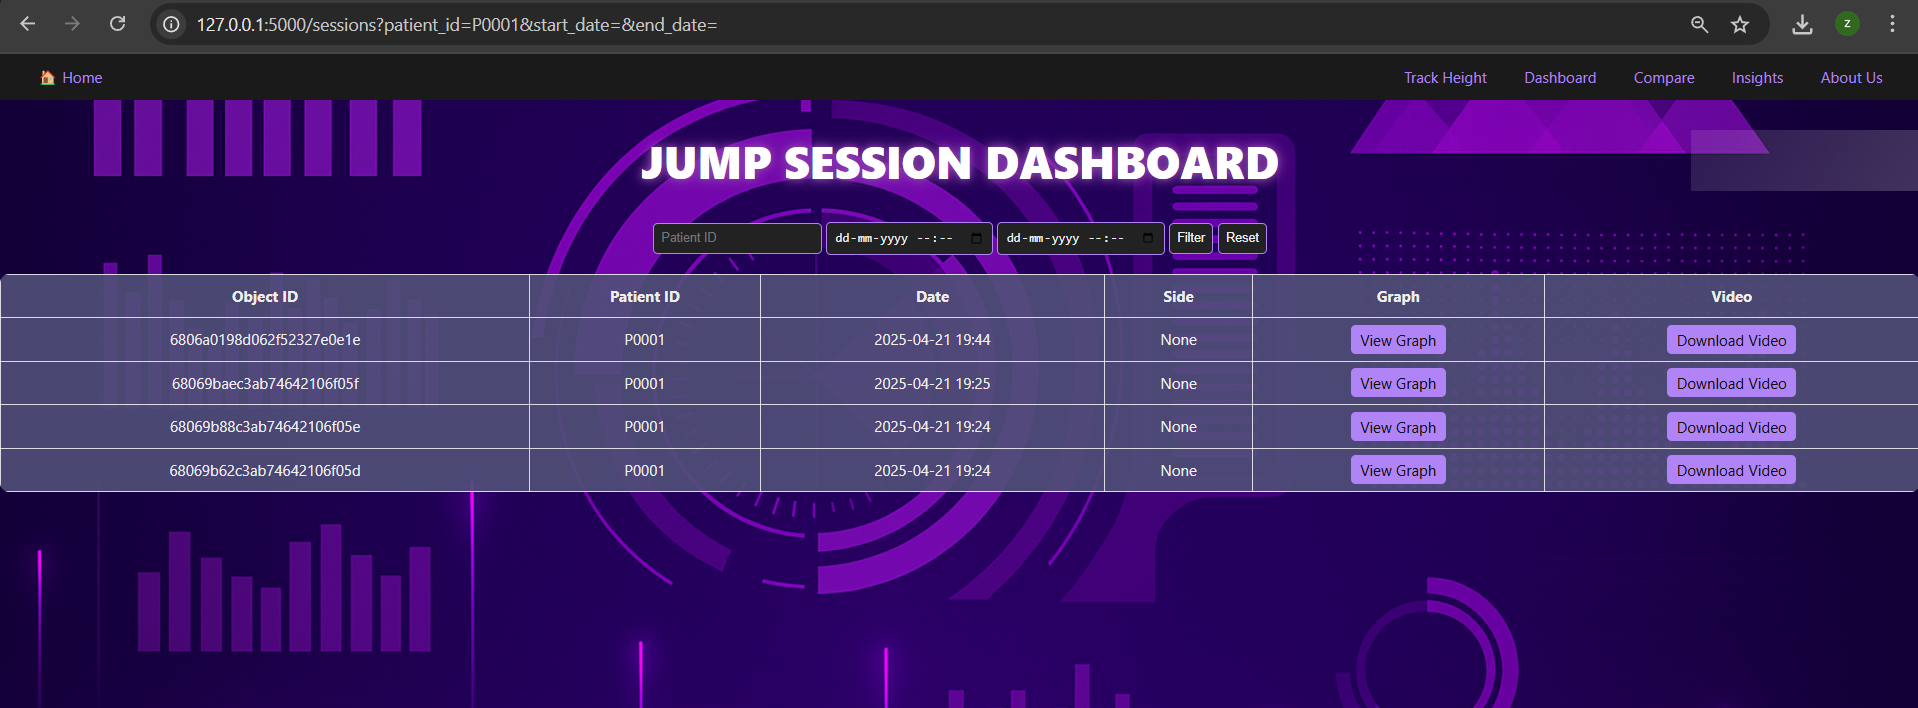 127.0.0.1:5000/sessions?patient_id=P0001&start_date=&end_date=
z
Home
Track Height Dashboard Compare Insights About Us
JUMP SESSION DASHBOARD
Patient ID dd-mm-yyyy --:-- dd-mm-yyyy --:-- Filter Reset
Object ID Patient ID Date Side Graph Video
6806a0198d062f52327e0e1e P0001 2025-04-21 19:44 None View Graph Download Video
68069baec3ab74642106f05f P0001 2025-04-21 19:25 None View Graph Download Video
68069b88c3ab74642106f05e P0001 2025-04-21 19:24 None View Graph Download Video
68069b62c3ab74642106f05d P0001 2025-04-21 19:24 None View Graph Download Video